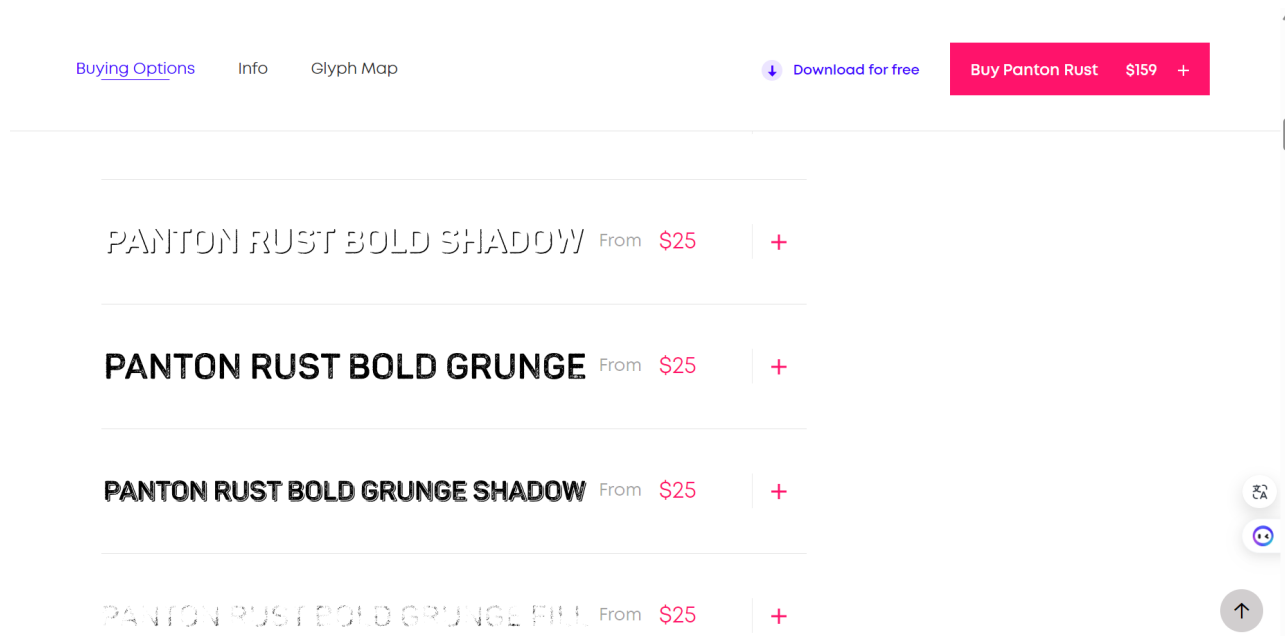 Buying Options Info Glyph Map Download for free Buy Panton Rust $159 +
PANTON RUST BOLD SHADOW From $25 +
PANTON RUST BOLD GRUNGE From $25 +
PANTON RUST BOLD GRUNGE SHADOW From $25 +
PANTON RUST BOLD GRUNGE FILL From $25 +